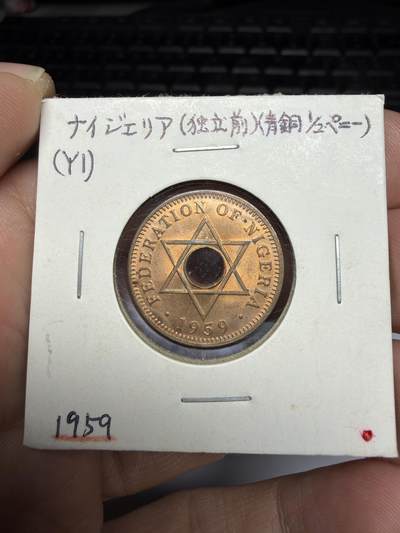 ナイジェリア(独立前)(青銅½ペニー)
(Y1)
FEDERATION OF · NIGERIA
· 1959 ·
1959